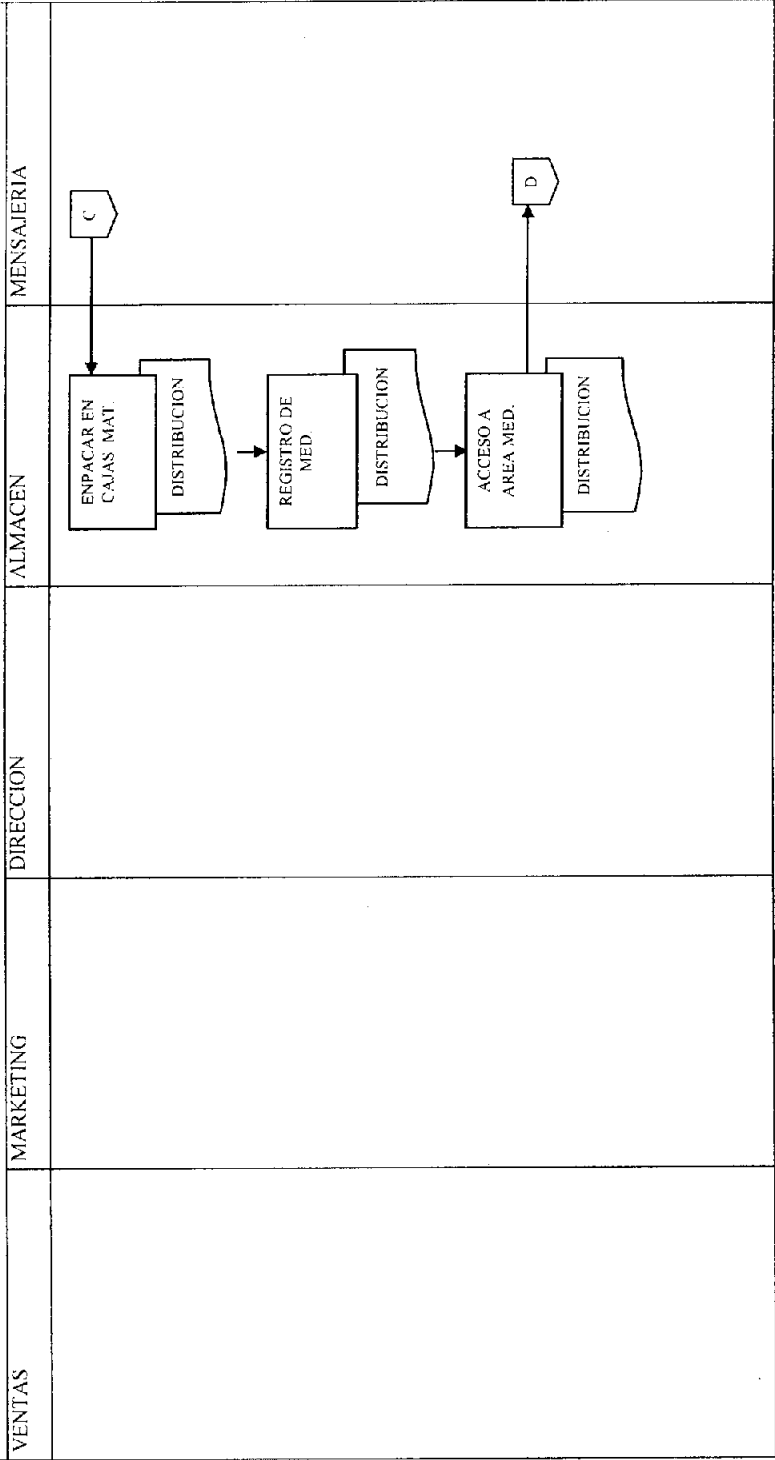 VENTAS
MARKETING
DIRECCION
ALMACEN
MENSAJERIA
C
ENPACAR EN
CAJAS MAT.
DISTRIBUCION
REGISTRO DE
MED.
DISTRIBUCION
ACCESO A
AREA MED.
DISTRIBUCION
D